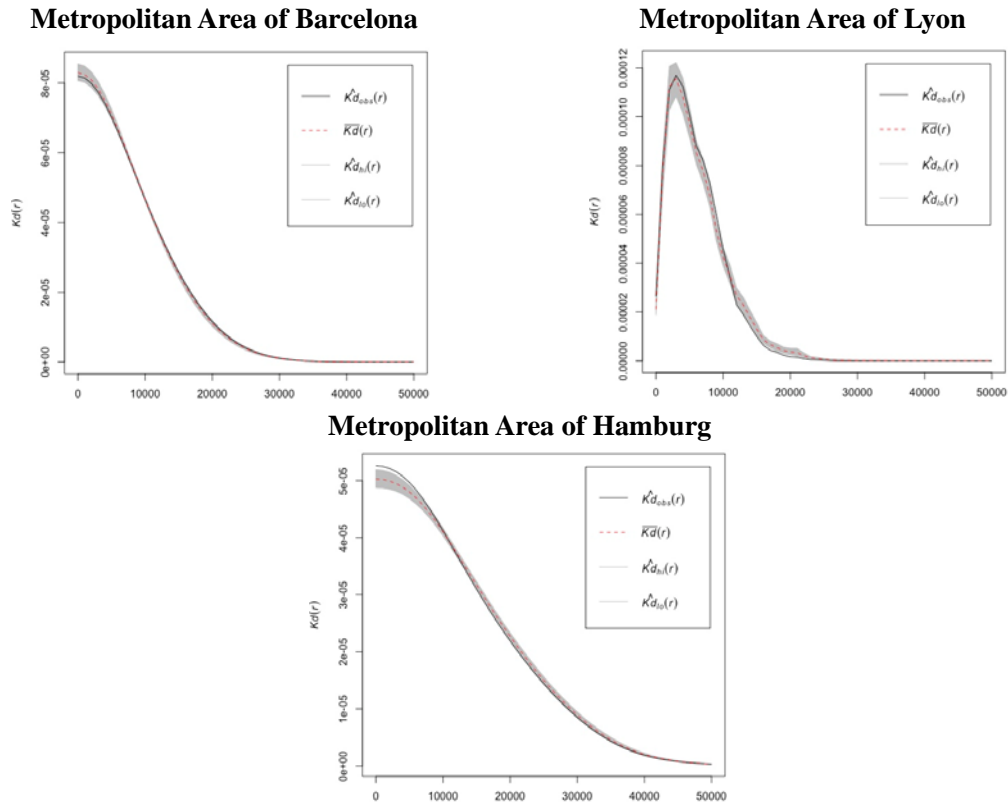 Metropolitan Area of Barcelona
Kd(r)
0e+00 2e-05 4e-05 6e-05 8e-05
0 10000 20000 30000 40000 50000
K̂d_obs(r)
K̅d̅(r)
K̂d_hi(r)
K̂d_lo(r)
Metropolitan Area of Lyon
Kd(r)
0.00000 0.00002 0.00004 0.00006 0.00008 0.00010 0.00012
0 10000 20000 30000 40000 50000
K̂d_obs(r)
K̅d̅(r)
K̂d_hi(r)
K̂d_lo(r)
Metropolitan Area of Hamburg
Kd(r)
0e+00 1e-05 2e-05 3e-05 4e-05 5e-05
0 10000 20000 30000 40000 50000
K̂d_obs(r)
K̅d̅(r)
K̂d_hi(r)
K̂d_lo(r)